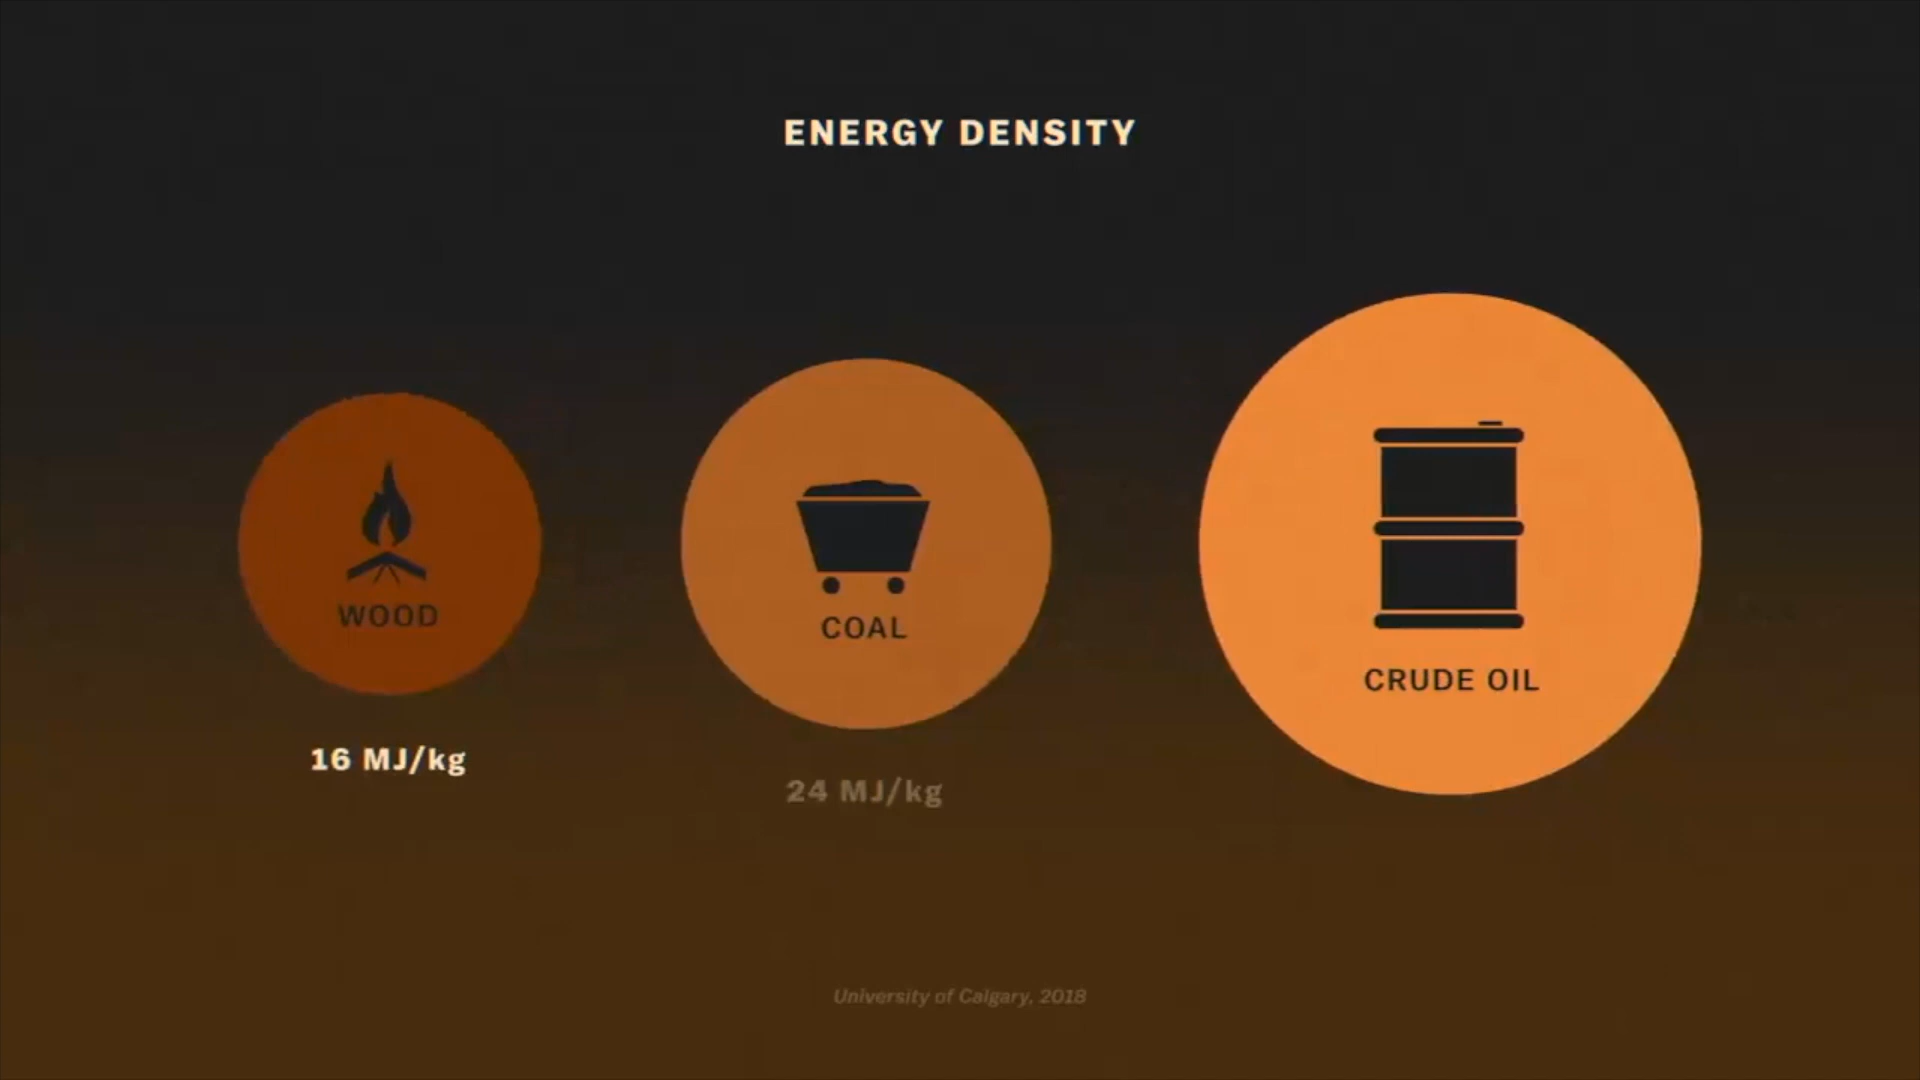 ENERGY DENSITY
WOOD
COAL
CRUDE OIL
16 MJ/kg
24 MJ/kg
University of Calgary, 2018